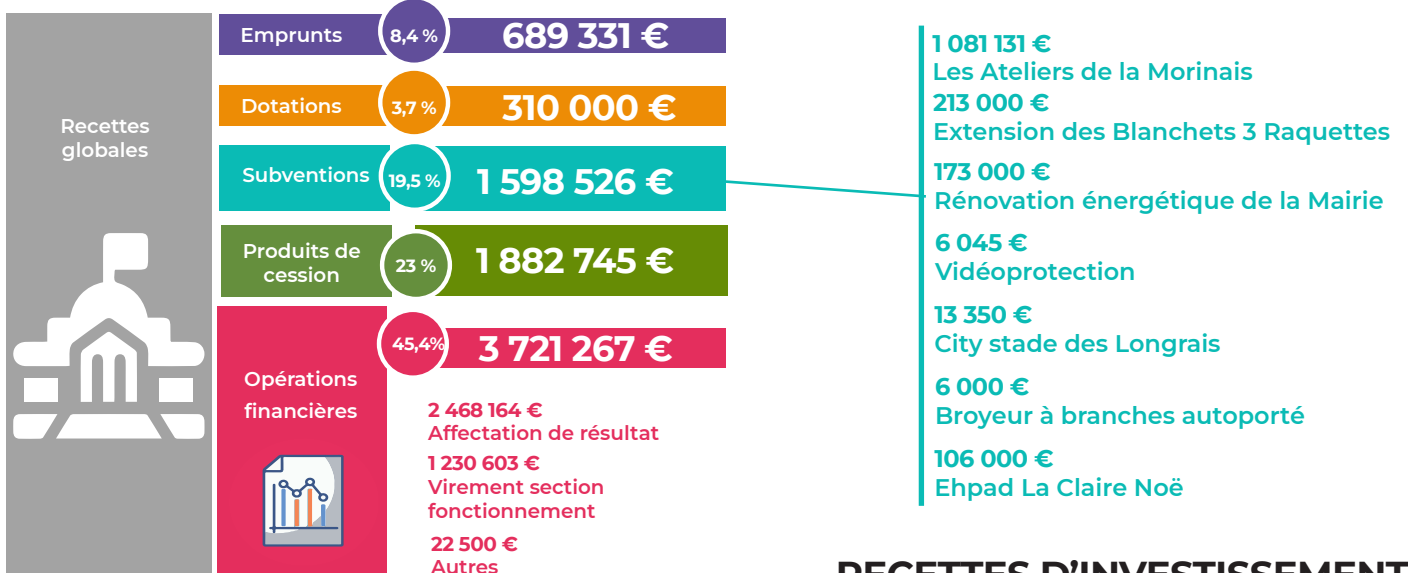 Recettes
globales
Emprunts
8,4 %
689 331 €
Dotations
3,7 %
310 000 €
Subventions
19,5 %
1 598 526 €
Produits de
cession
23 %
1 882 745 €
Opérations
financières
45,4%
3 721 267 €
2 468 164 €
Affectation de résultat
1 230 603 €
Virement section
fonctionnement
22 500 €
Autres
1 081 131 €
Les Ateliers de la Morinais
213 000 €
Extension des Blanchets 3 Raquettes
173 000 €
Rénovation énergétique de la Mairie
6 045 €
Vidéoprotection
13 350 €
City stade des Longrais
6 000 €
Broyeur à branches autoporté
106 000 €
Ehpad La Claire Noë
RECETTES D'INVESTISSEMENT